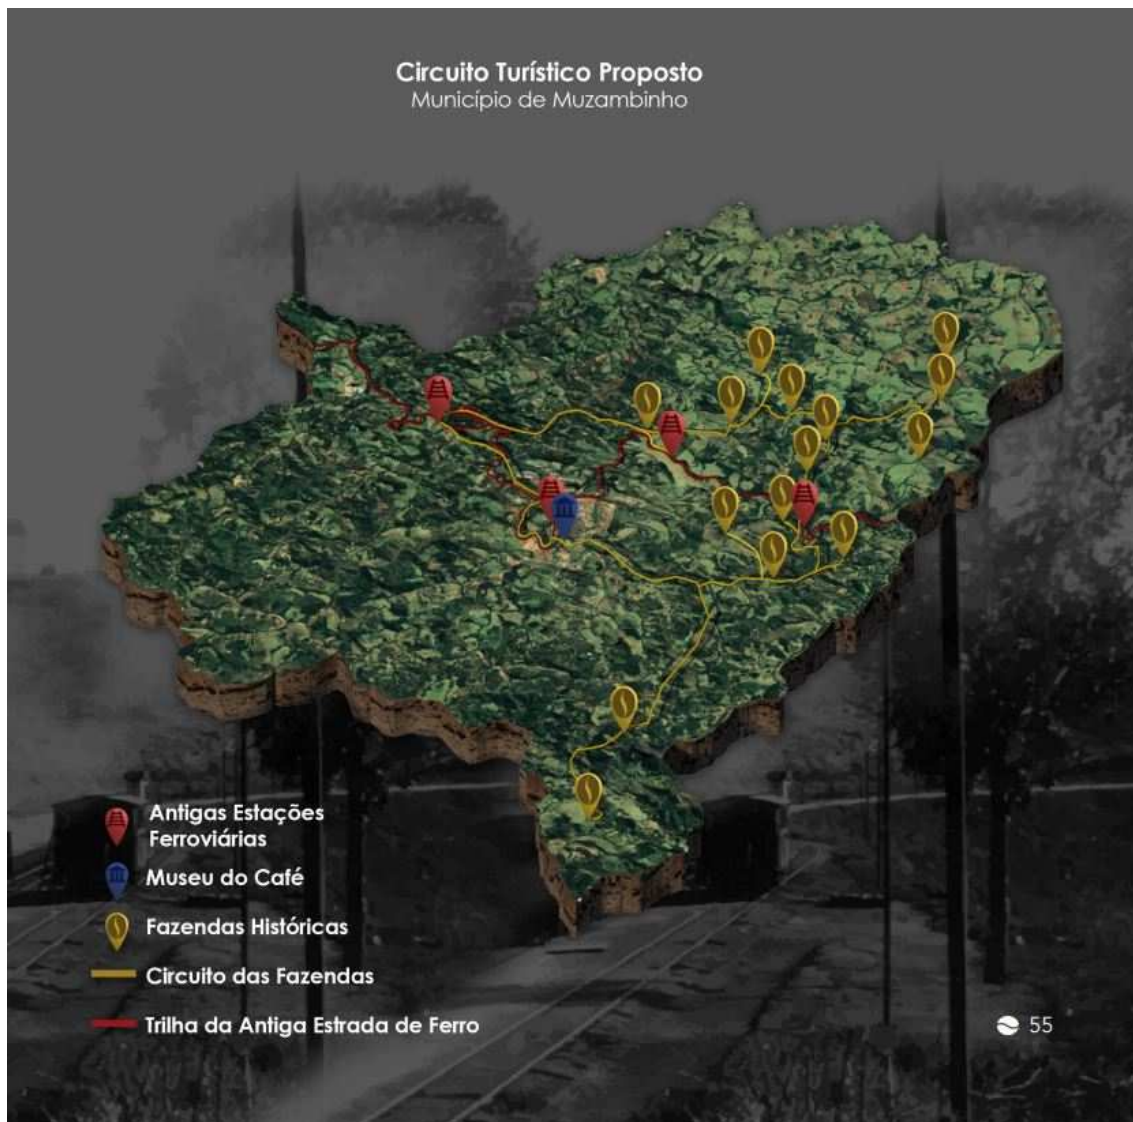 Circuito Turístico Proposto
Município de Muzambinho
Antigas Estações
Ferroviárias
Museu do Café
Fazendas Históricas
Circuito das Fazendas
Trilha da Antiga Estrada de Ferro
55